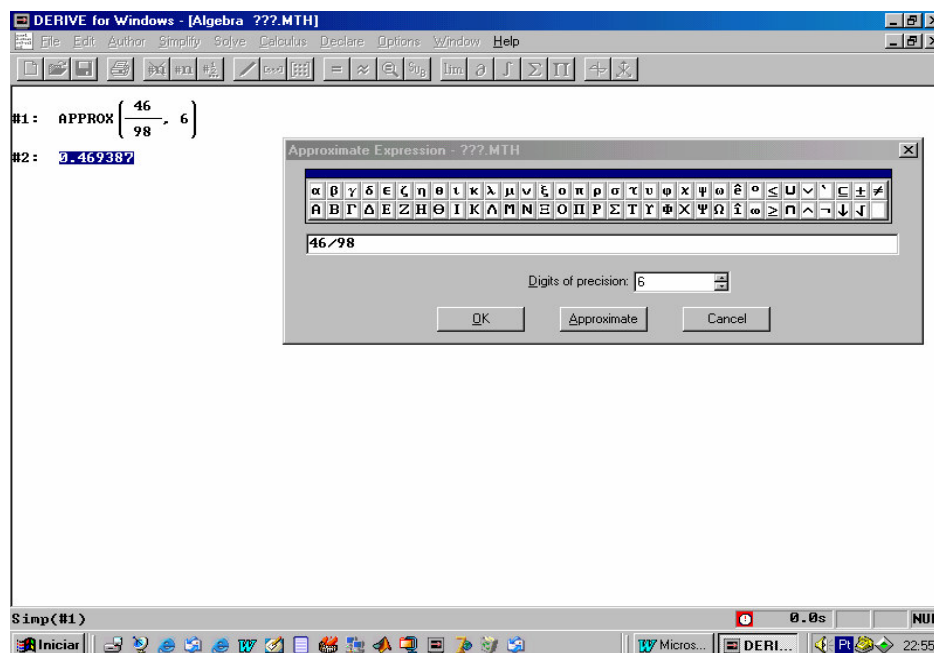 DERIVE for Windows - [Algebra ???.MTH]
File Edit Author Simplify Solve Calculus Declare Options Window Help
= ≈ SUB lim ∂ ∫ Σ Π
#1: APPROX(46/98, 6)
#2: 0.469387
Approximate Expression - ???.MTH
α β γ δ ε ζ η θ ι κ λ μ ν ξ ο π ρ σ τ υ φ χ ψ ω ê ° ≤ ∪ ∨ ` ⊆ ± ≠
Α Β Γ Δ Ε Ζ Η Θ Ι Κ Λ Μ Ν Ξ Ο Π Ρ Σ Τ Υ Φ Χ Ψ Ω î ∞ ≥ ∩ ∧ ¬ ↓ √
46/98
Digits of precision: 6
OK Approximate Cancel
Simp(#1) 0.0s NUI
Iniciar Micros... DERI... Pt 22:55